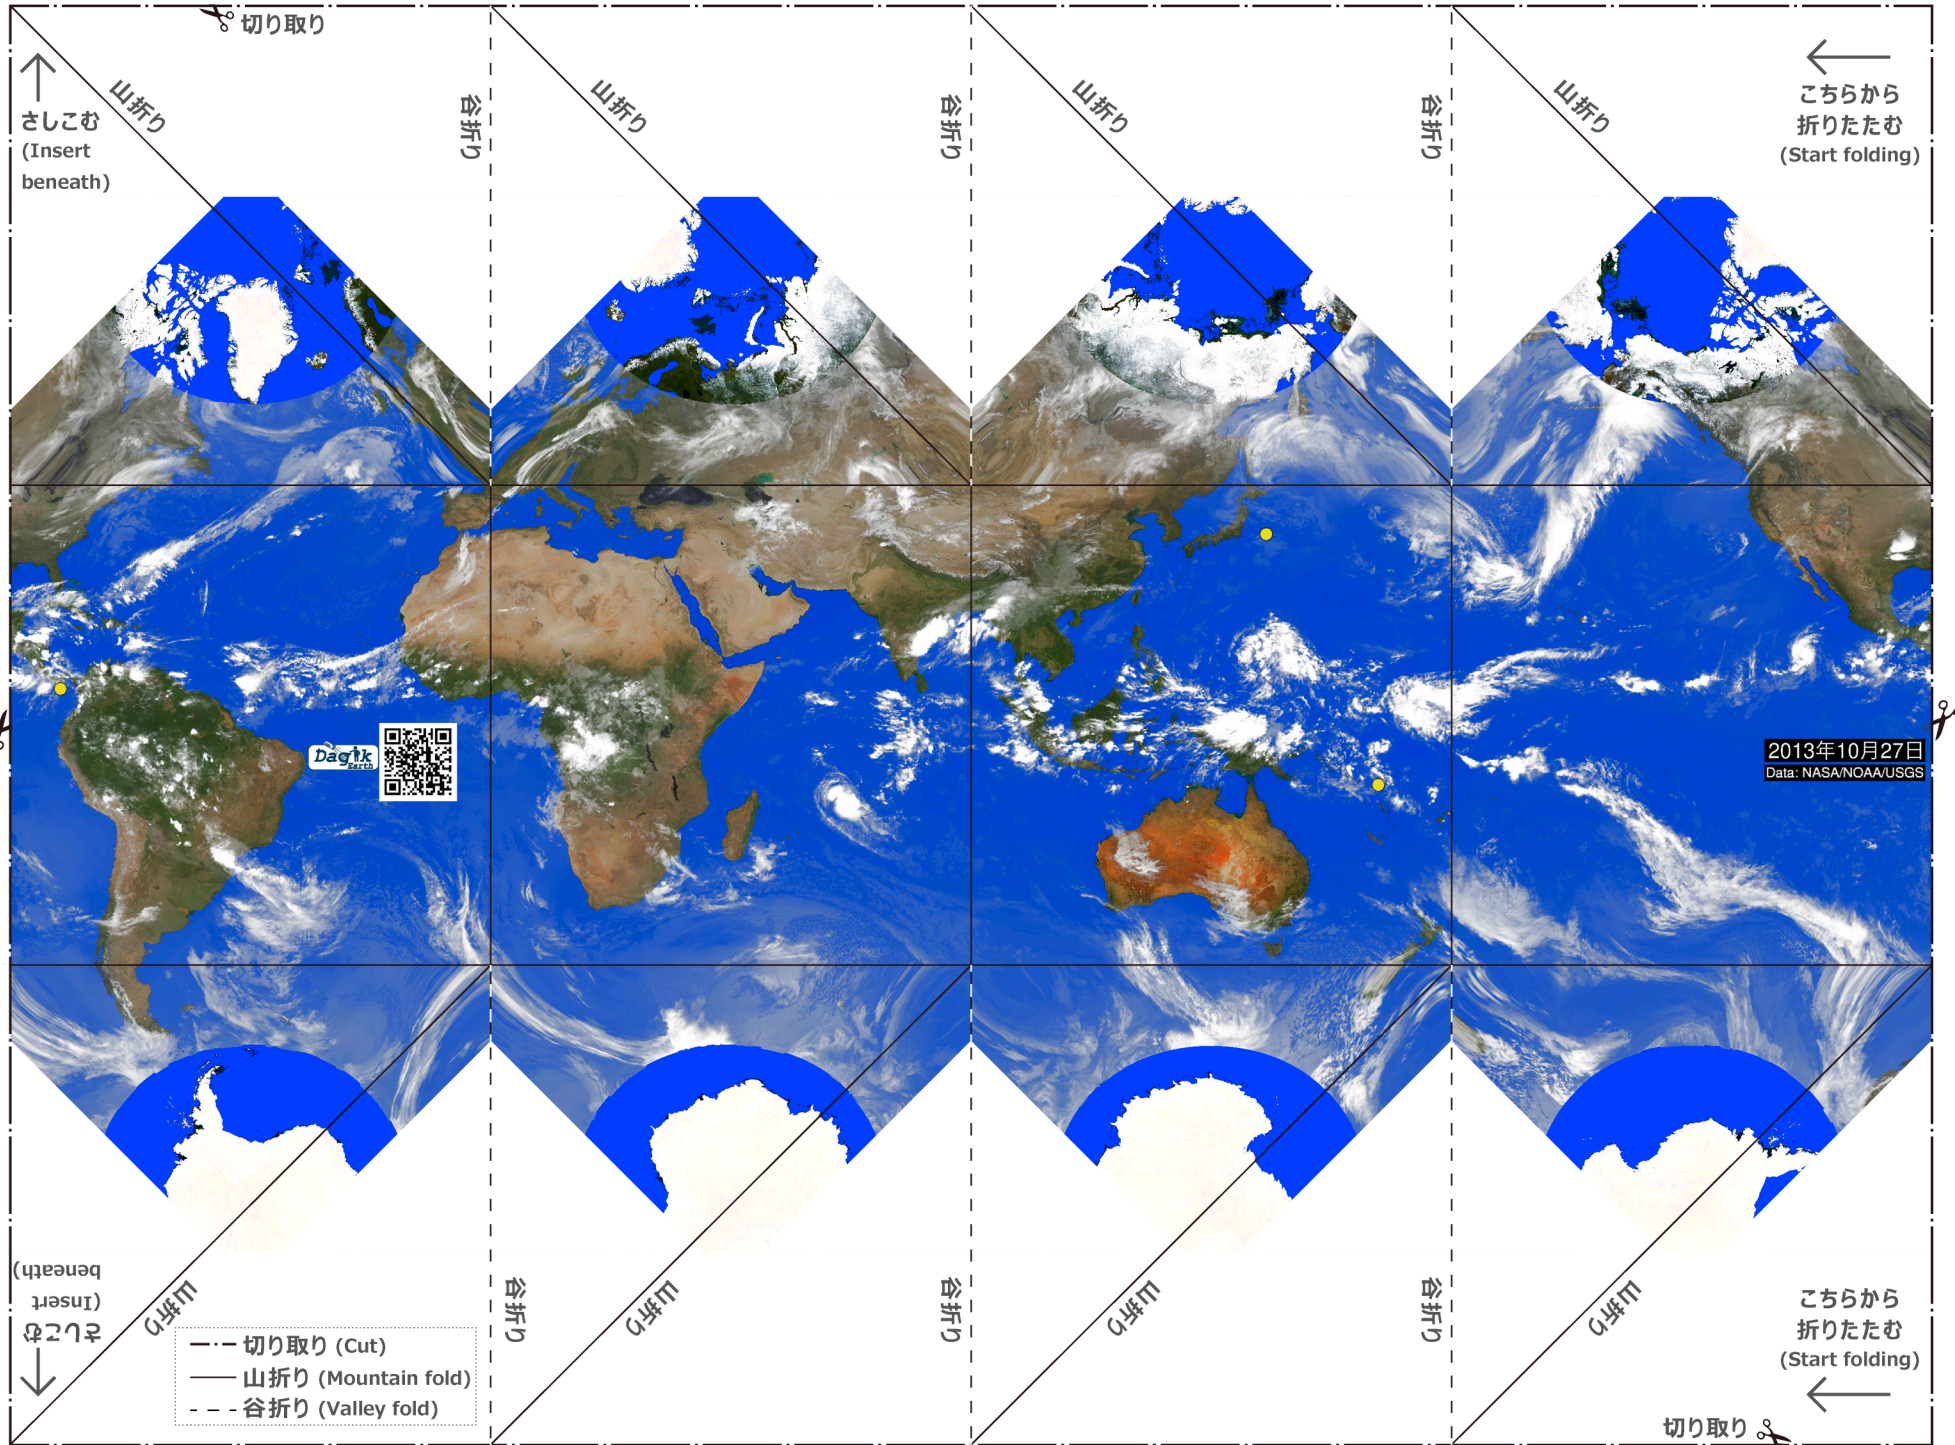 切り取り
さしこむ
(Insert
beneath)
山折り
谷折り
山折り
谷折り
山折り
谷折り
山折り
こちらから
折りたたむ
(Start folding)
Dagik
Earth
2013年10月27日
Data: NASA/NOAA/USGS
さしこむ
(Insert
beneath)
山折り
谷折り
山折り
谷折り
山折り
谷折り
山折り
こちらから
折りたたむ
(Start folding)
切り取り (Cut)
山折り (Mountain fold)
谷折り (Valley fold)
切り取り